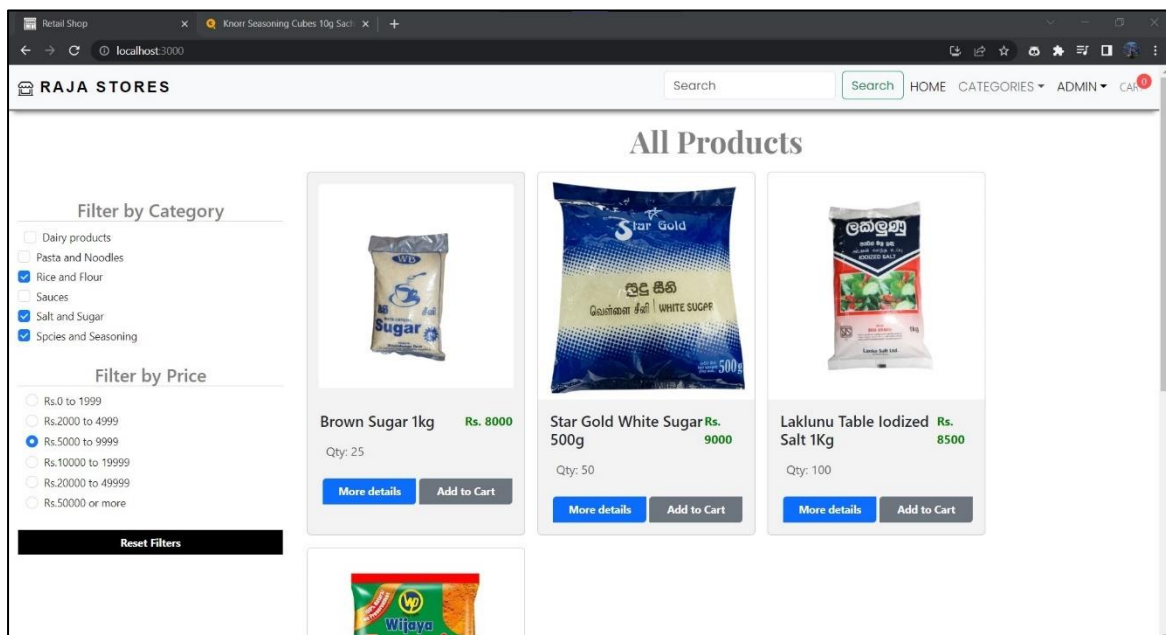 Retail Shop
Knorr Seasoning Cubes 10g Sach
localhost:3000
RAJA STORES
Search
Search
HOME
CATEGORIES
ADMIN
CAR
0
All Products
Filter by Category
Dairy products
Pasta and Noodles
Rice and Flour
Sauces
Salt and Sugar
Spcies and Seasoning
Filter by Price
Rs.0 to 1999
Rs.2000 to 4999
Rs.5000 to 9999
Rs.10000 to 19999
Rs.20000 to 49999
Rs.50000 or more
Reset Filters
WB
Sugar
Brown Sugar 1kg
Rs. 8000
Qty: 25
More details
Add to Cart
Star Gold
සුදු සීනි
வெள்ளை சீனி | WHITE SUGAR
500g
Star Gold White Sugar
500g
Rs.
9000
Qty: 50
More details
Add to Cart
ලක්ලුණු
IODIZED SALT
1kg
Lanka Salt Ltd.
Laklunu Table Iodized
Salt 1Kg
Rs.
8500
Qty: 100
More details
Add to Cart
Wijaya